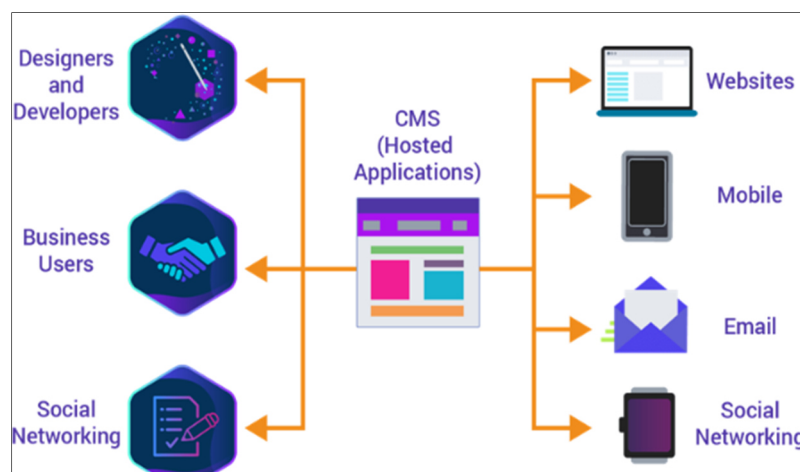 Designers
and
Developers
Business
Users
Social
Networking
CMS
(Hosted
Applications)
Websites
Mobile
Email
Social
Networking